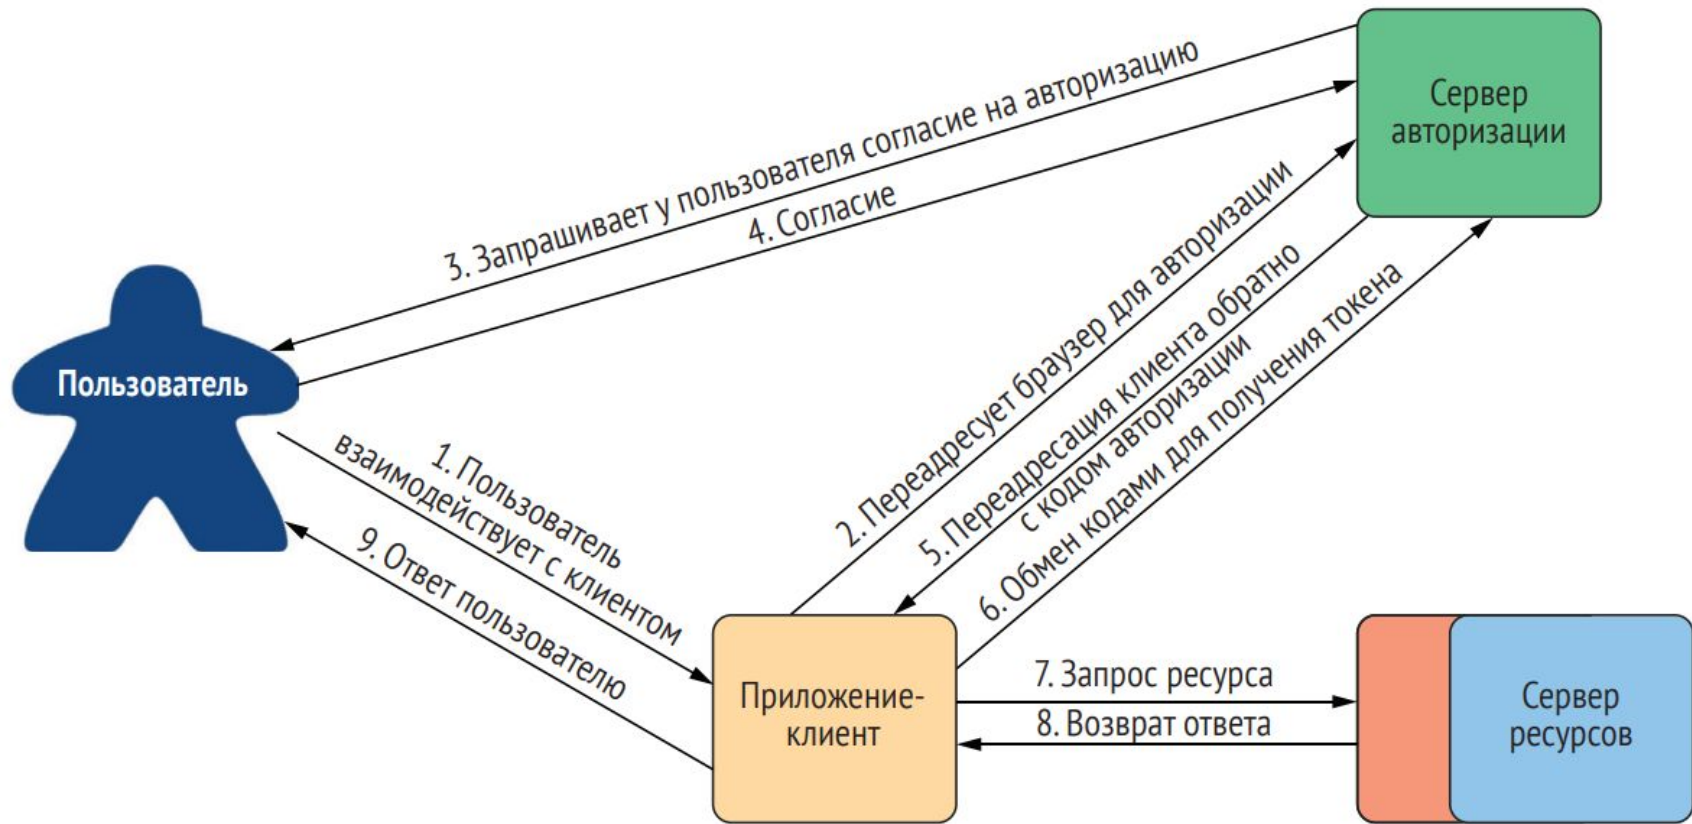 Сервер
авторизации
3. Запрашивает у пользователя согласие на авторизацию
4. Согласие
Пользователь
1. Пользователь
взаимодействует с клиентом
9. Ответ пользователю
2. Переадресует браузер для авторизации
5. Переадресация клиента обратно
с кодом авторизации
6. Обмен кодами для получения токена
Приложение-
клиент
7. Запрос ресурса
8. Возврат ответа
Сервер
ресурсов